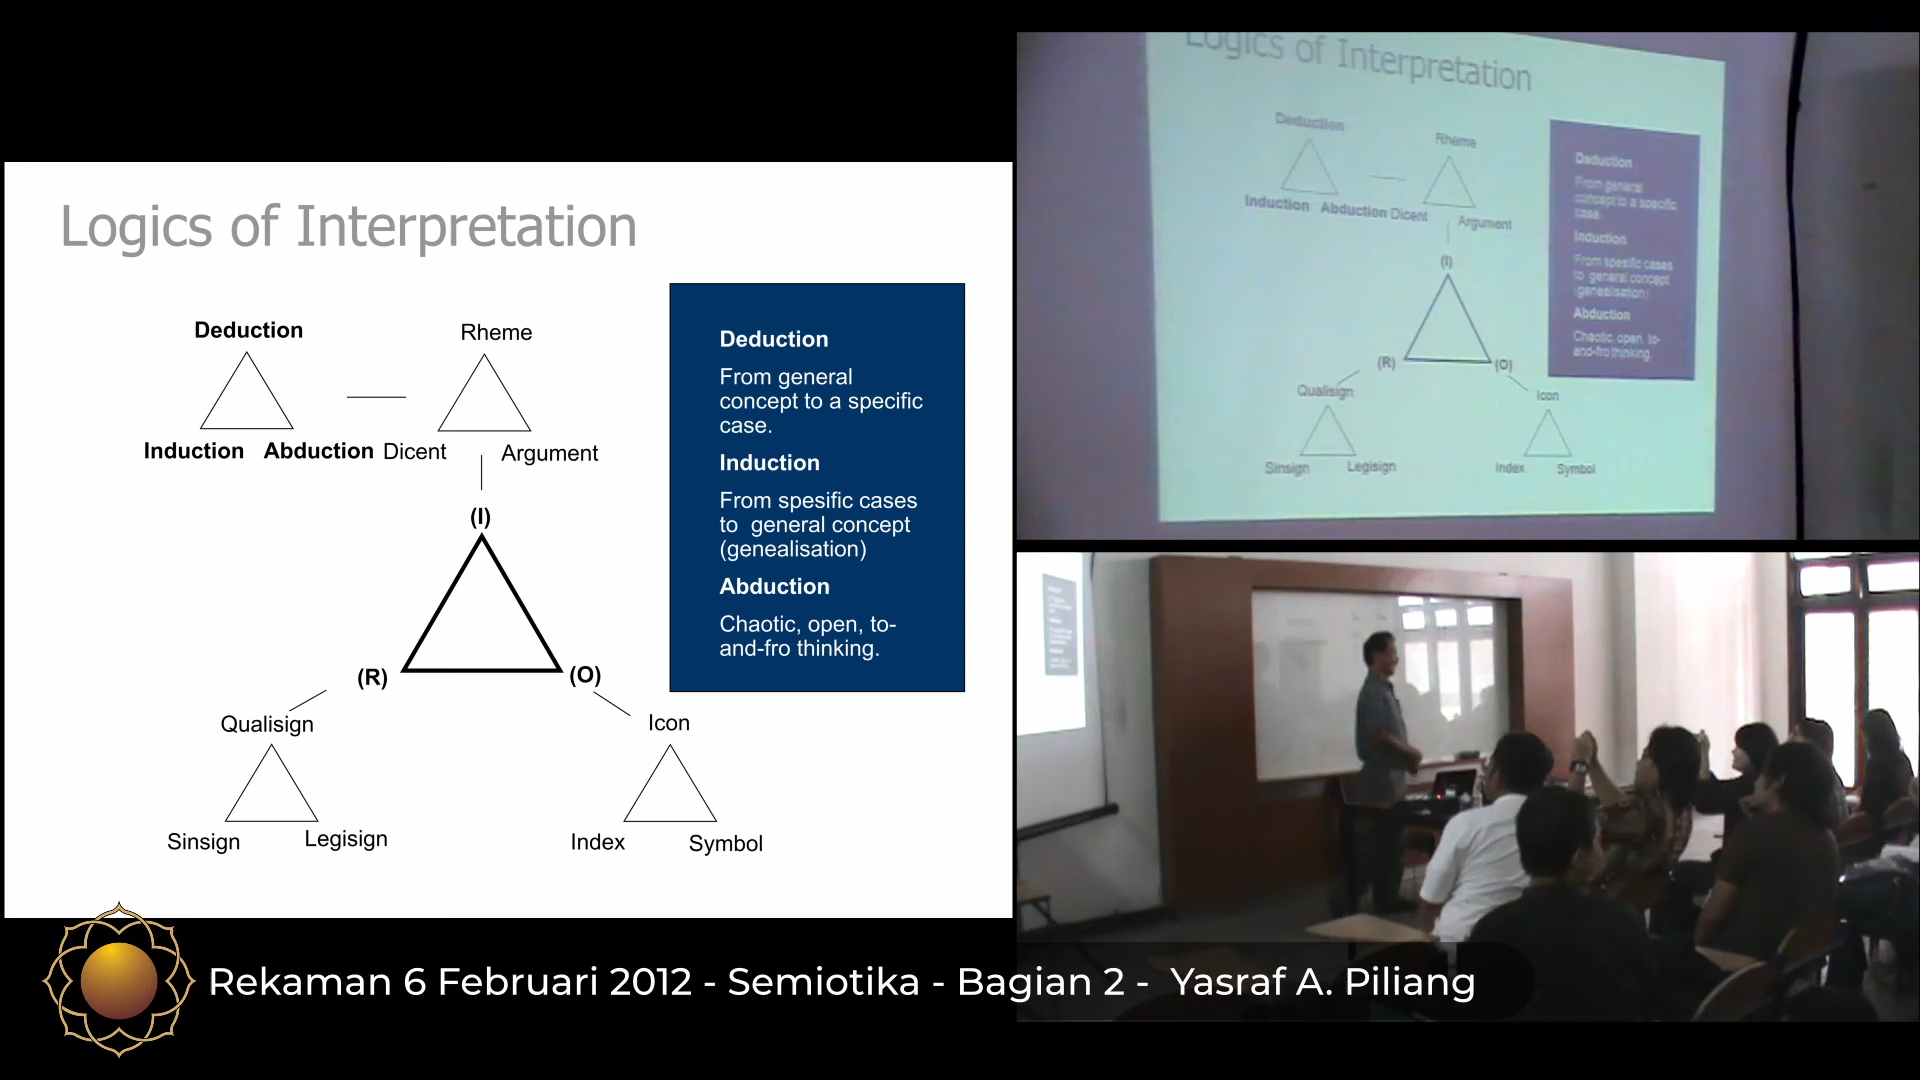 Logics of Interpretation
Deduction
Rheme
Induction Abduction Dicent Argument
(I)
(R) (O)
Qualisign Icon
Sinsign Legisign Index Symbol
Deduction
From general
concept to a specific
case.
Induction
From spesific cases
to general concept
(genealisation)
Abduction
Chaotic, open, to-
and-fro thinking.
Logics of Interpretation
Deduction
Rheme
Induction Abduction Dicent Argument
(I)
(R) (O)
Qualisign Icon
Sinsign Legisign Index Symbol
Deduction
From general
concept to a specific
case.
Induction
From spesific cases
to general concept
(genealisation)
Abduction
Chaotic, open, to-
and-fro thinking.
Rekaman 6 Februari 2012 - Semiotika - Bagian 2 - Yasraf A. Piliang